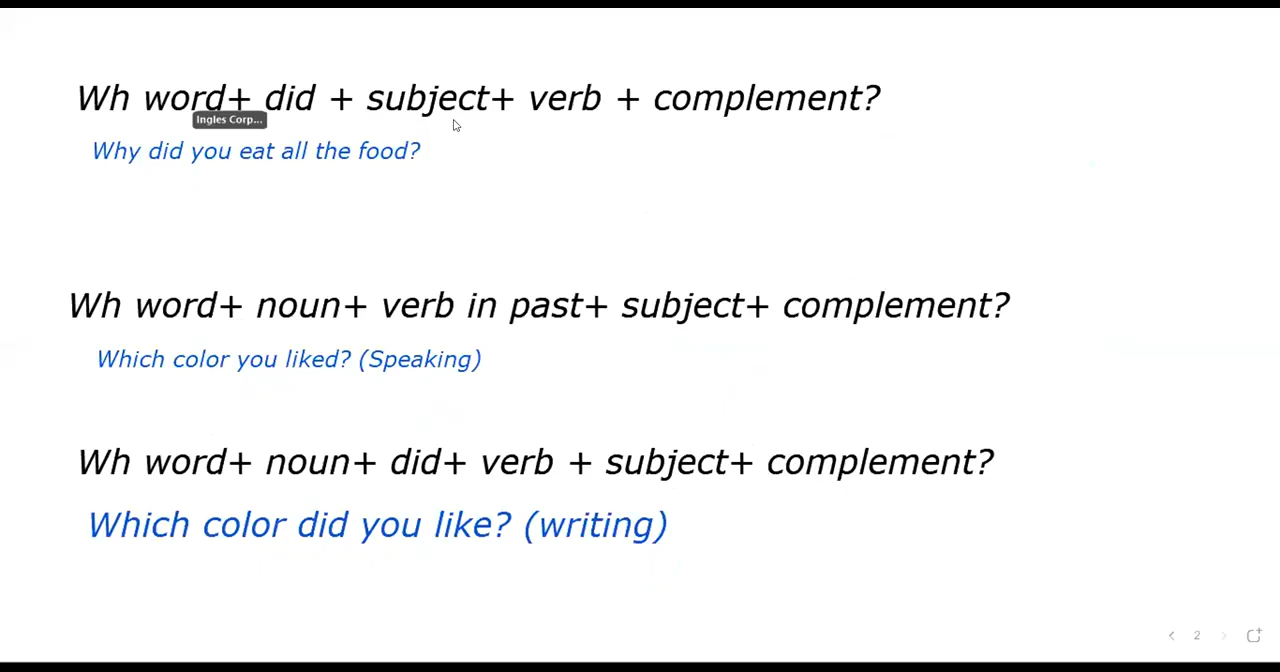 Wh word+ did + subject+ verb + complement?
Ingles Corp...
Why did you eat all the food?
Wh word+ noun+ verb in past+ subject+ complement?
Which color you liked? (Speaking)
Wh word+ noun+ did+ verb + subject+ complement?
Which color did you like? (writing)
2